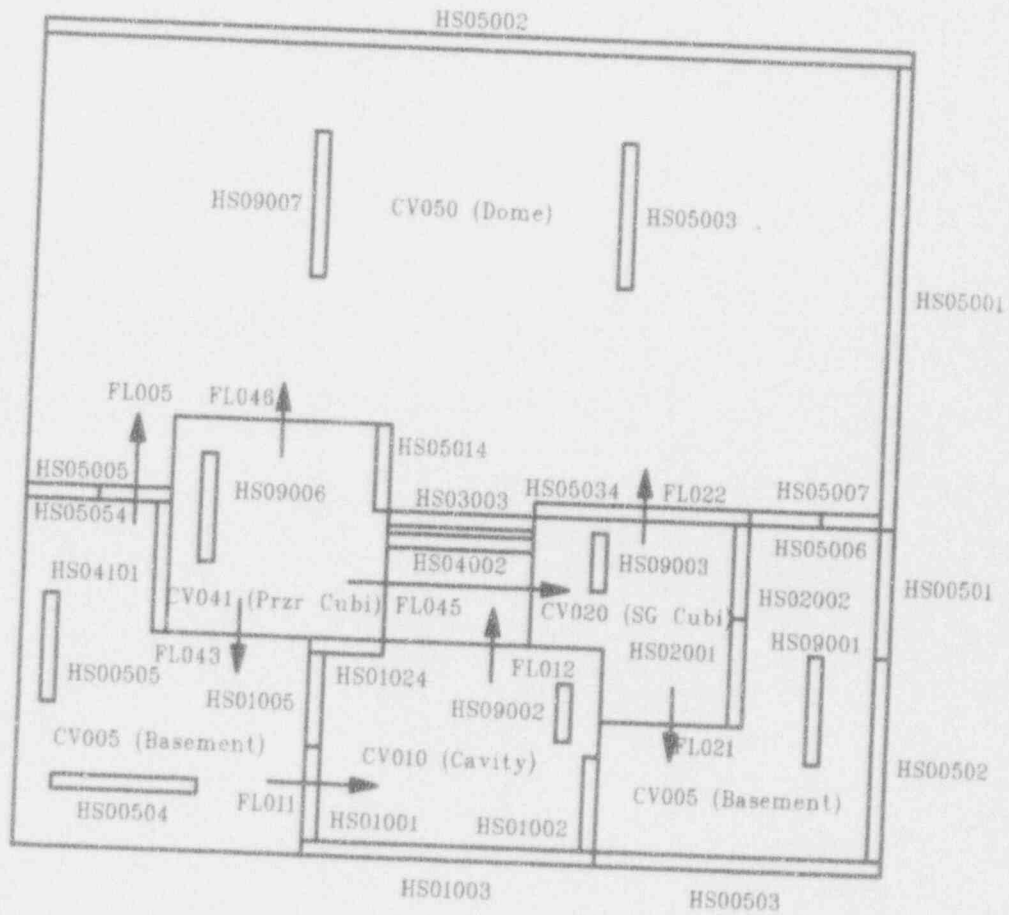 HS05002
HS09007
CV050 (Dome)
HS05003
HS05001
FL005
FL046
HS05014
HS05005
HS09006
HS03003
HS05034
FL022
HS05007
HS05054
HS04002
HS09003
HS05006
HS04101
CV041 (Przr Cubi)
FL045
CV020 (SG Cubi)
HS02002
HS00501
FL043
HS01024
FL012
HS02001
HS09001
HS00505
HS01005
HS09002
CV005 (Basement)
CV010 (Cavity)
FL021
HS00502
HS00504
FL011
HS01001
HS01002
CV005 (Basement)
HS01003
HS00503